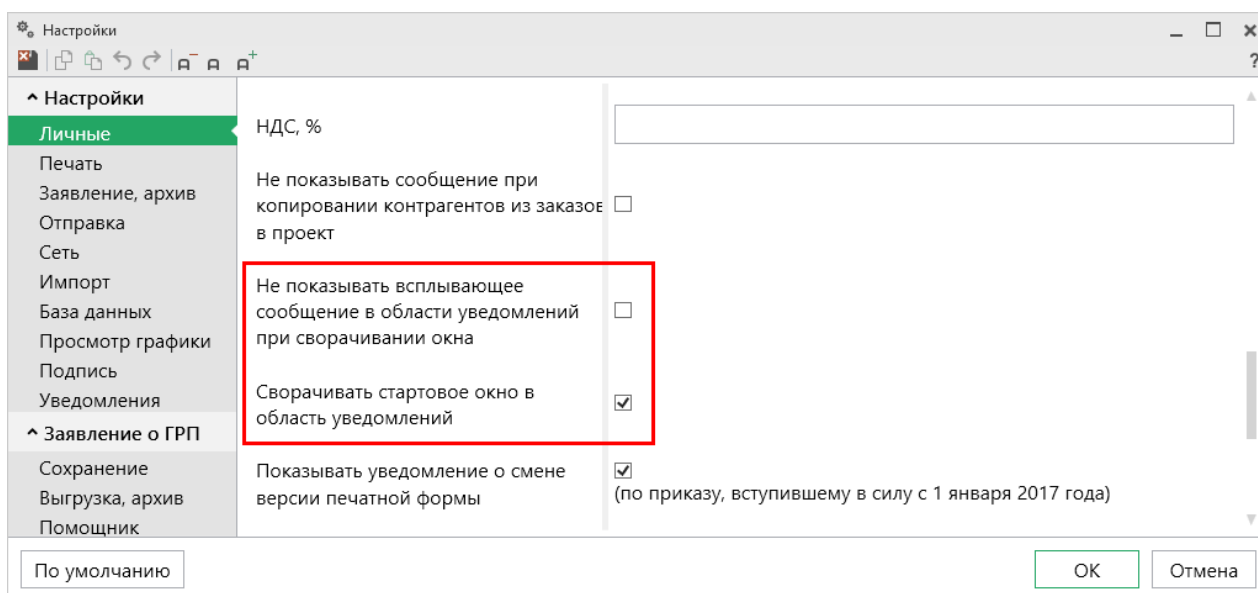 Настройки
?
Настройки
Личные
Печать
Заявление, архив
Отправка
Сеть
Импорт
База данных
Просмотр графики
Подпись
Уведомления
Заявление о ГРП
Сохранение
Выгрузка, архив
Помощник
НДС, %
Не показывать сообщение при
копировании контрагентов из заказов
в проект
Не показывать всплывающее
сообщение в области уведомлений
при сворачивании окна
Сворачивать стартовое окно в
область уведомлений
Показывать уведомление о смене
версии печатной формы
(по приказу, вступившему в силу с 1 января 2017 года)
По умолчанию
ОК
Отмена